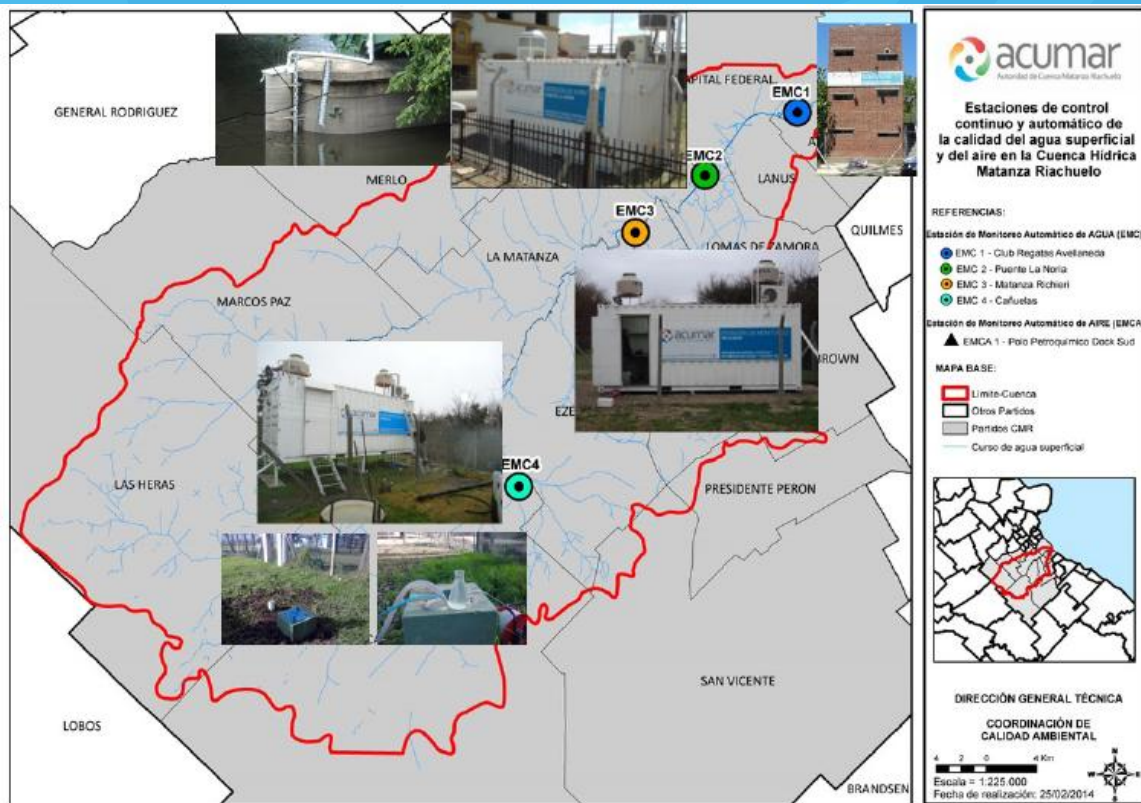 GENERAL RODRIGUEZ
CAPITAL FEDERAL
EMC1
EMC2
MERLO
LANUS
EMC3
LA MATANZA
LOMAS DE ZAMORA
QUILMES
MARCOS PAZ
acumar
EMC4
LAS HERAS
PRESIDENTE PERON
SAN VICENTE
LOBOS
BRANDSEN
acumar
Autoridad de Cuenca Matanza Riachuelo
Estaciones de control
continuo y automático de
la calidad del agua superficial
y del aire en la Cuenca Hídrica
Matanza Riachuelo
REFERENCIAS:
Estación de Monitoreo Automático de AGUA (EMC)
EMC 1 - Club Regatas Avellaneda
EMC 2 - Puente La Noria
EMC 3 - Matanza Richieri
EMC 4 - Cañuelas
Estación de Monitoreo Automático de AIRE (EMCA)
EMCA 1 - Polo Petroquímico Dock Sud
MAPA BASE:
Límite-Cuenca
Otros Partidos
Partidos CMR
Curso de agua superficial
DIRECCIÓN GENERAL TÉCNICA
COORDINACIÓN DE
CALIDAD AMBIENTAL
4 2 0 4 Km
Escala = 1:225.000
Fecha de realización: 25/02/2014
N
W E
S